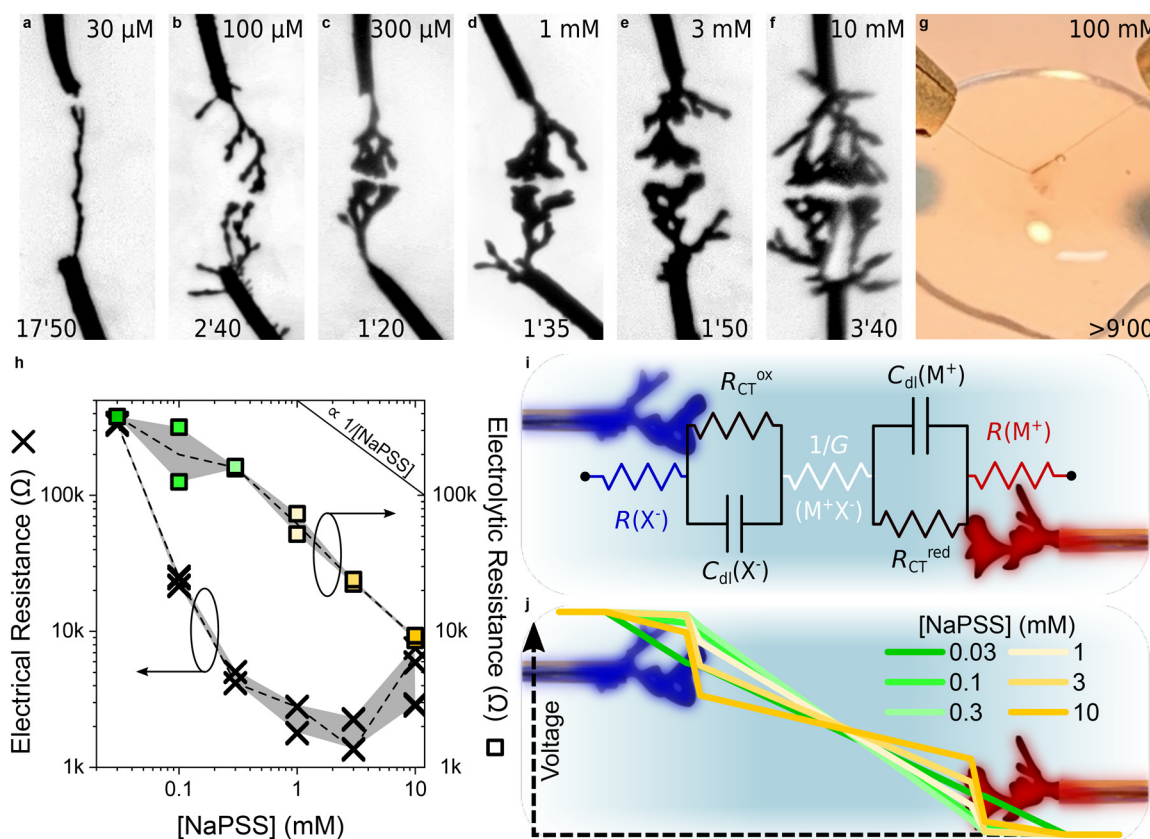 a 30 µM
b 100 µM
c 300 µM
d 1 mM
e 3 mM
f 10 mM
g 100 mM
17'50
2'40
1'20
1'35
1'50
3'40
>9'00
h
Electrical Resistance (Ω)
100k
10k
1k
0.1
1
10
[NaPSS] (mM)
∝ 1/[NaPSS]
100k
10k
1k
Electrolytic Resistance (Ω)
i
R_CT^ox
C_dl(M⁺)
R(X⁻)
1/G
(M⁺X⁻)
R(M⁺)
C_dl(X⁻)
R_CT^red
j
Voltage
[NaPSS] (mM)
0.03 1
0.1 3
0.3 10